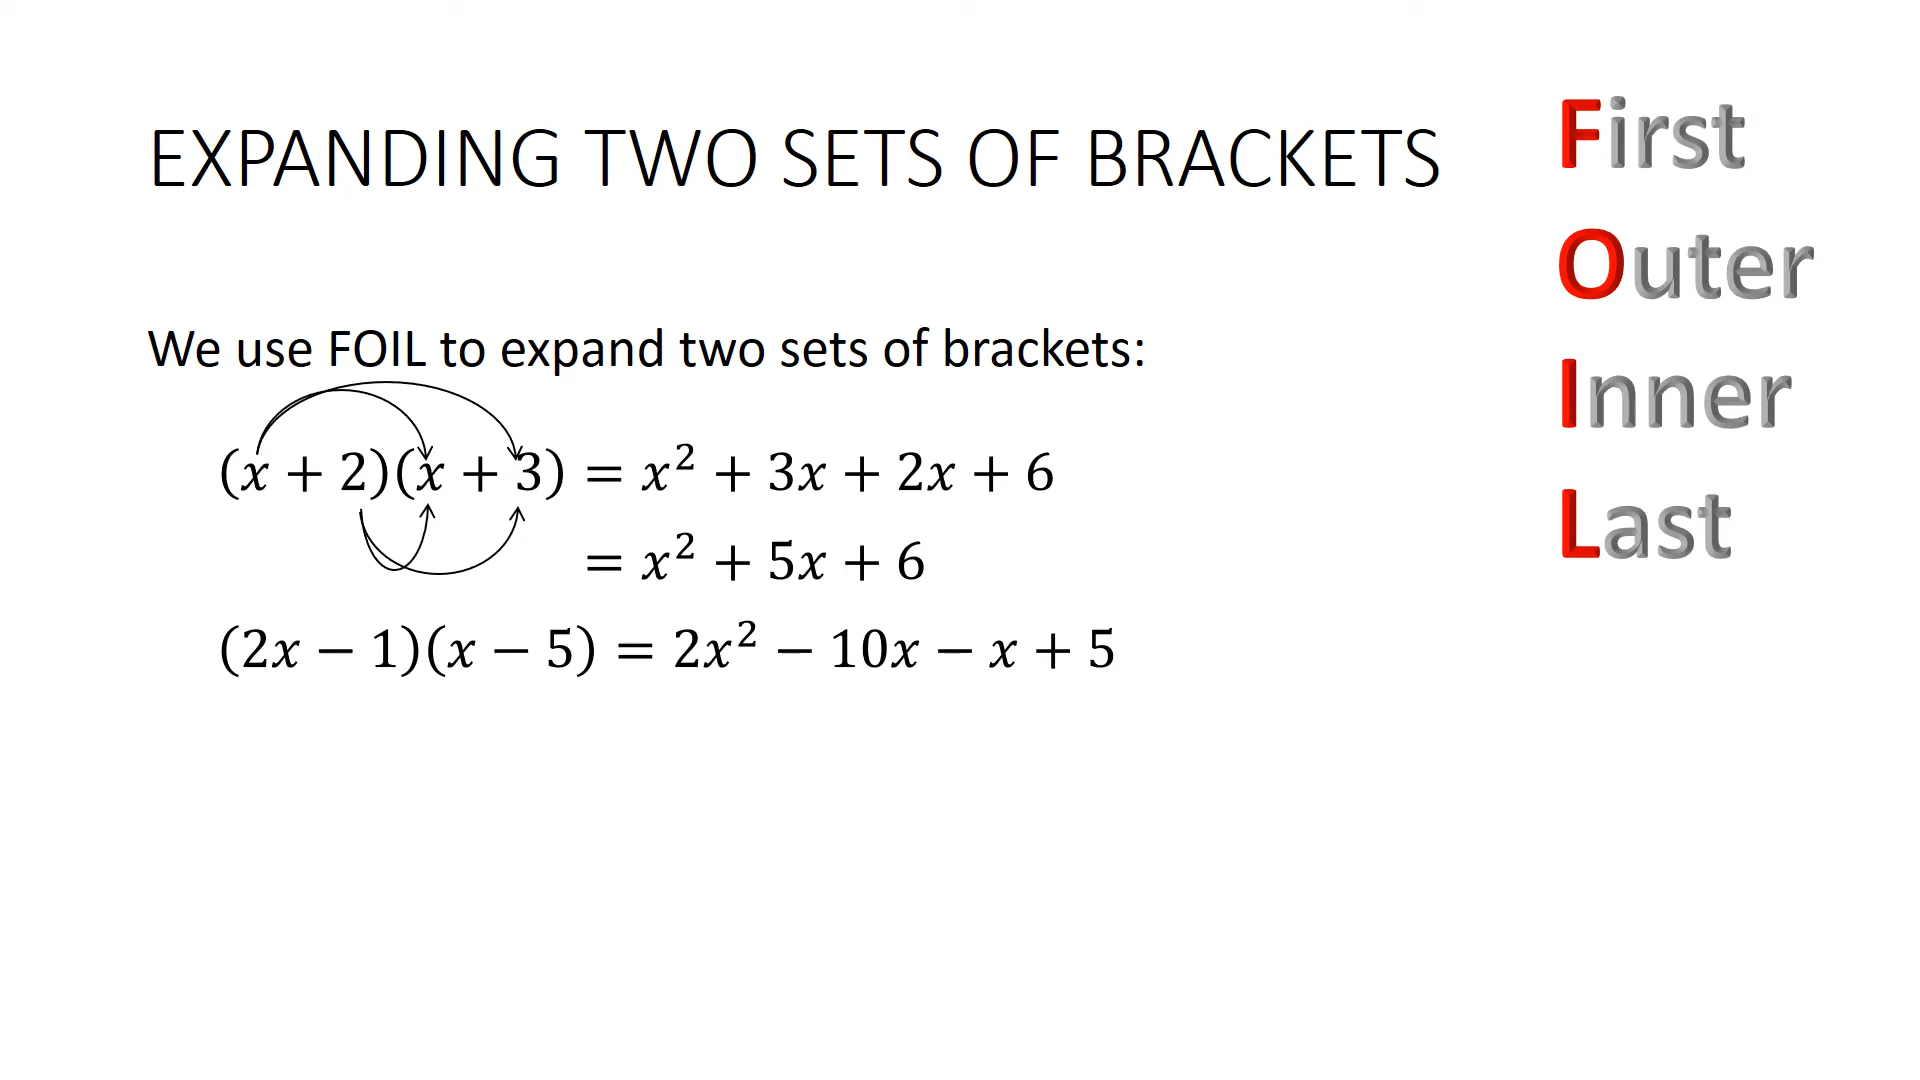 EXPANDING TWO SETS OF BRACKETS
We use FOIL to expand two sets of brackets:
(x + 2)(x + 3) = x² + 3x + 2x + 6
= x² + 5x + 6
(2x − 1)(x − 5) = 2x² − 10x − x + 5
First
Outer
Inner
Last